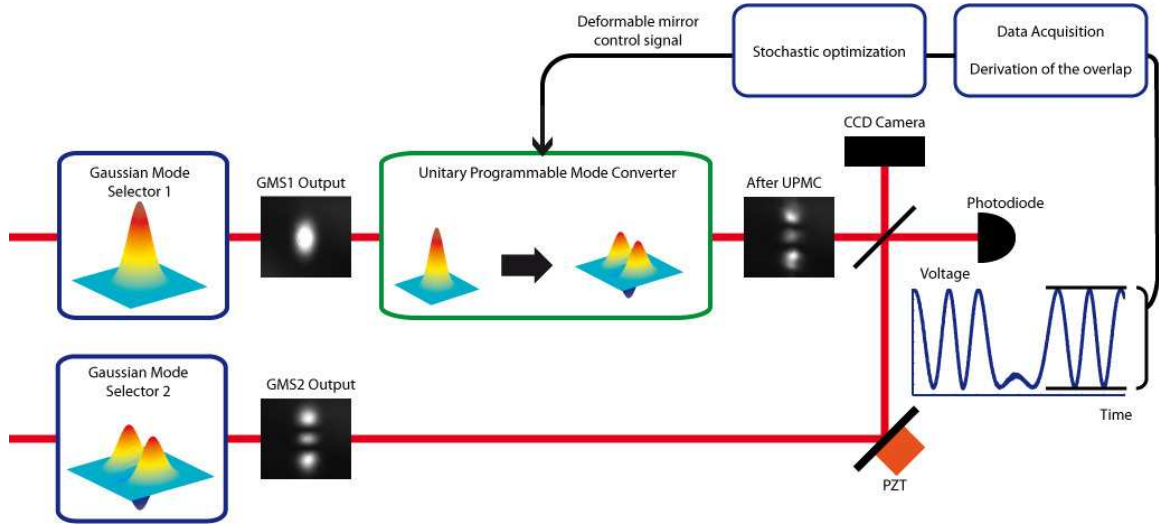 Deformable mirror
control signal
Stochastic optimization
Data Acquisition
Derivation of the overlap
CCD Camera
Gaussian Mode
Selector 1
GMS1 Output
Unitary Programmable Mode Converter
After UPMC
Photodiode
Voltage
Gaussian Mode
Selector 2
GMS2 Output
Time
PZT